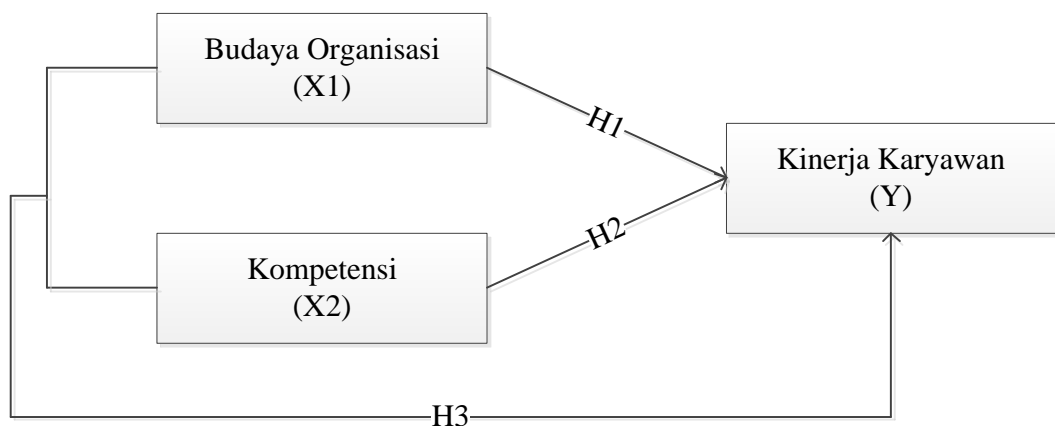 Budaya Organisasi
(X1)
H1
Kinerja Karyawan
(Y)
H2
Kompetensi
(X2)
H3